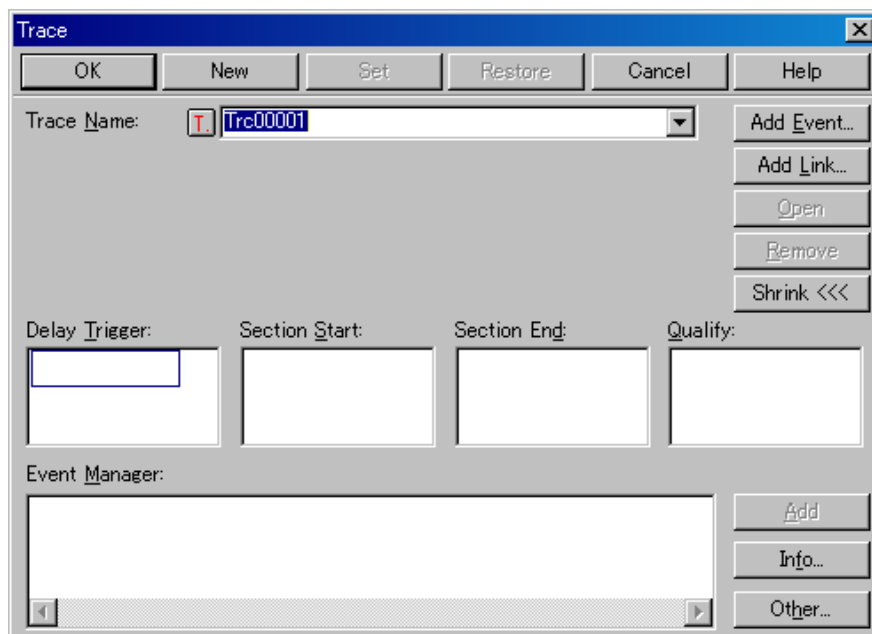 Trace
OK New Set Restore Cancel Help
Trace Name: T. Trc00001 Add Event...
Add Link...
Open
Remove
Shrink <<<
Delay Trigger: Section Start: Section End: Qualify:
Event Manager:
Add
Info...
Other...